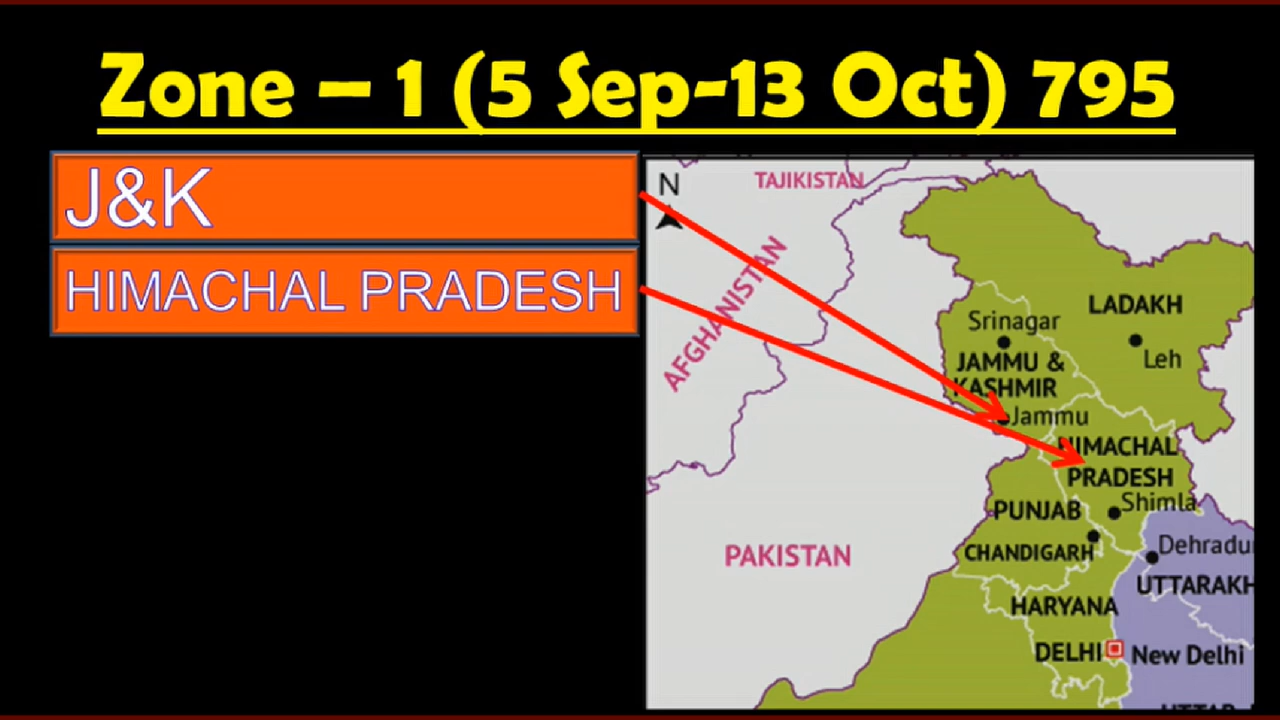 Zone – 1 (5 Sep-13 Oct) 795
J&K
HIMACHAL PRADESH
N
TAJIKISTAN
AFGHANISTAN
LADAKH
Srinagar
Leh
JAMMU &
KASHMIR
Jammu
HIMACHAL
PRADESH
Shimla
PUNJAB
CHANDIGARH
Dehradu
PAKISTAN
UTTARAKH
HARYANA
DELHI
New Delhi